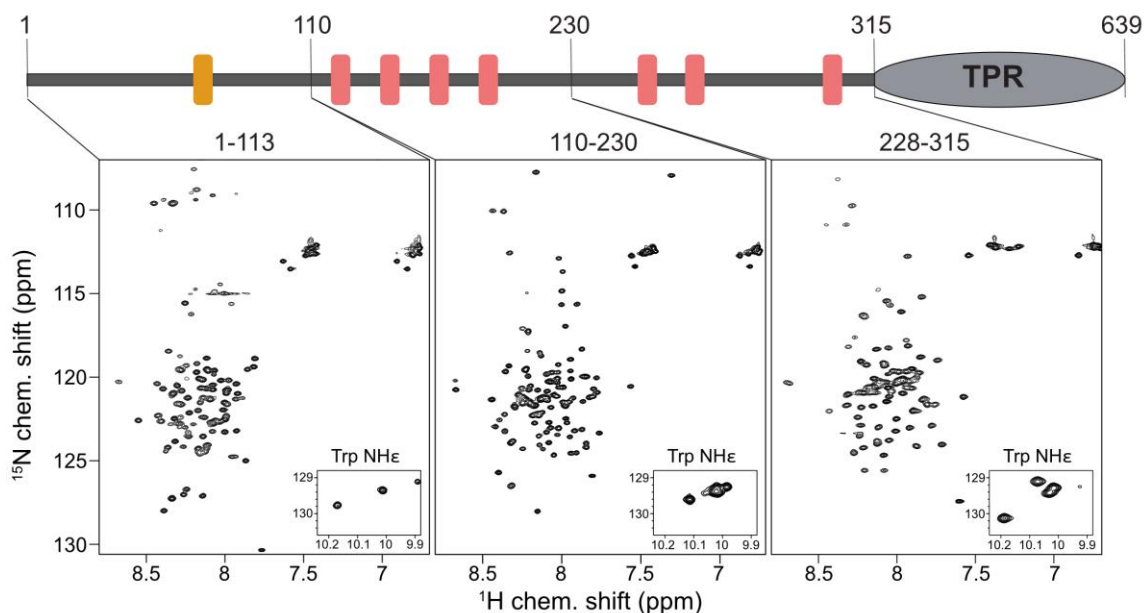 1 110 230 315 639
TPR
1-113 110-230 228-315
110
115
120
125
130
15N chem. shift (ppm)
Trp NHε Trp NHε Trp NHε
129 129 129
130 130 130
10.2 10.1 10 9.9 10.2 10.1 10 9.9 10.2 10.1 10 9.9
8.5 8 7.5 7 8.5 8 7.5 7 8.5 8 7.5 7
1H chem. shift (ppm)